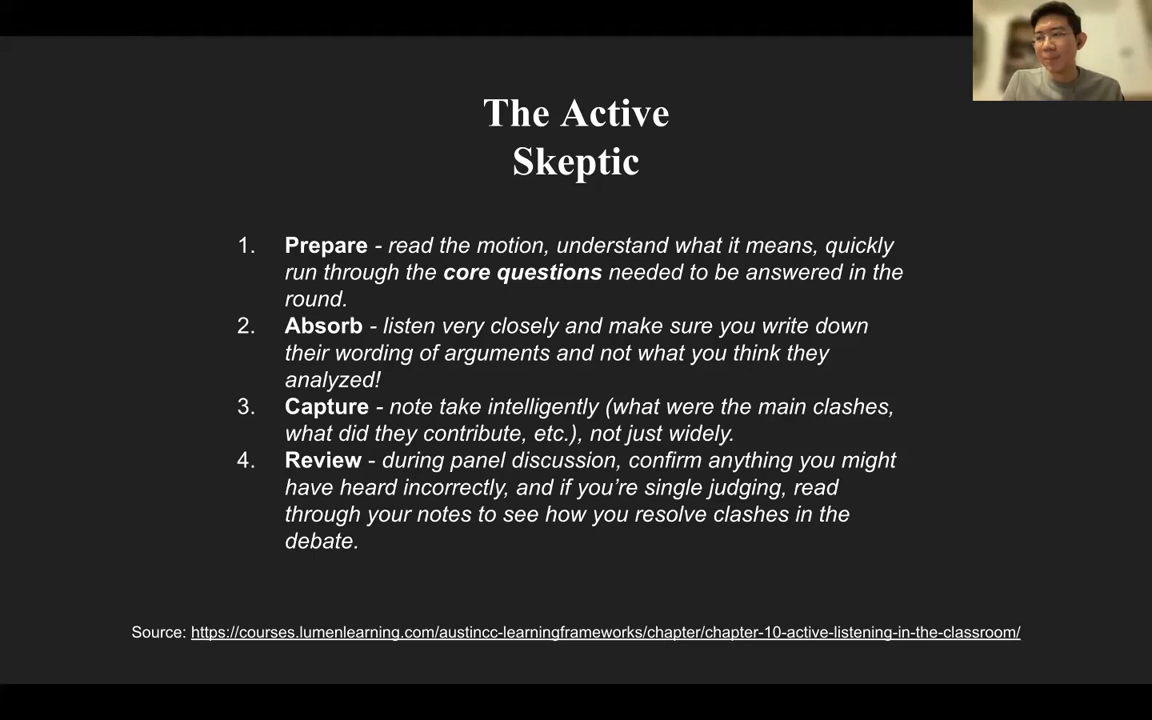 The Active
Skeptic
1. Prepare - read the motion, understand what it means, quickly
run through the core questions needed to be answered in the
round.
2. Absorb - listen very closely and make sure you write down
their wording of arguments and not what you think they
analyzed!
3. Capture - note take intelligently (what were the main clashes,
what did they contribute, etc.), not just widely.
4. Review - during panel discussion, confirm anything you might
have heard incorrectly, and if you’re single judging, read
through your notes to see how you resolve clashes in the
debate.
Source: https://courses.lumenlearning.com/austincc-learningframeworks/chapter/chapter-10-active-listening-in-the-classroom/